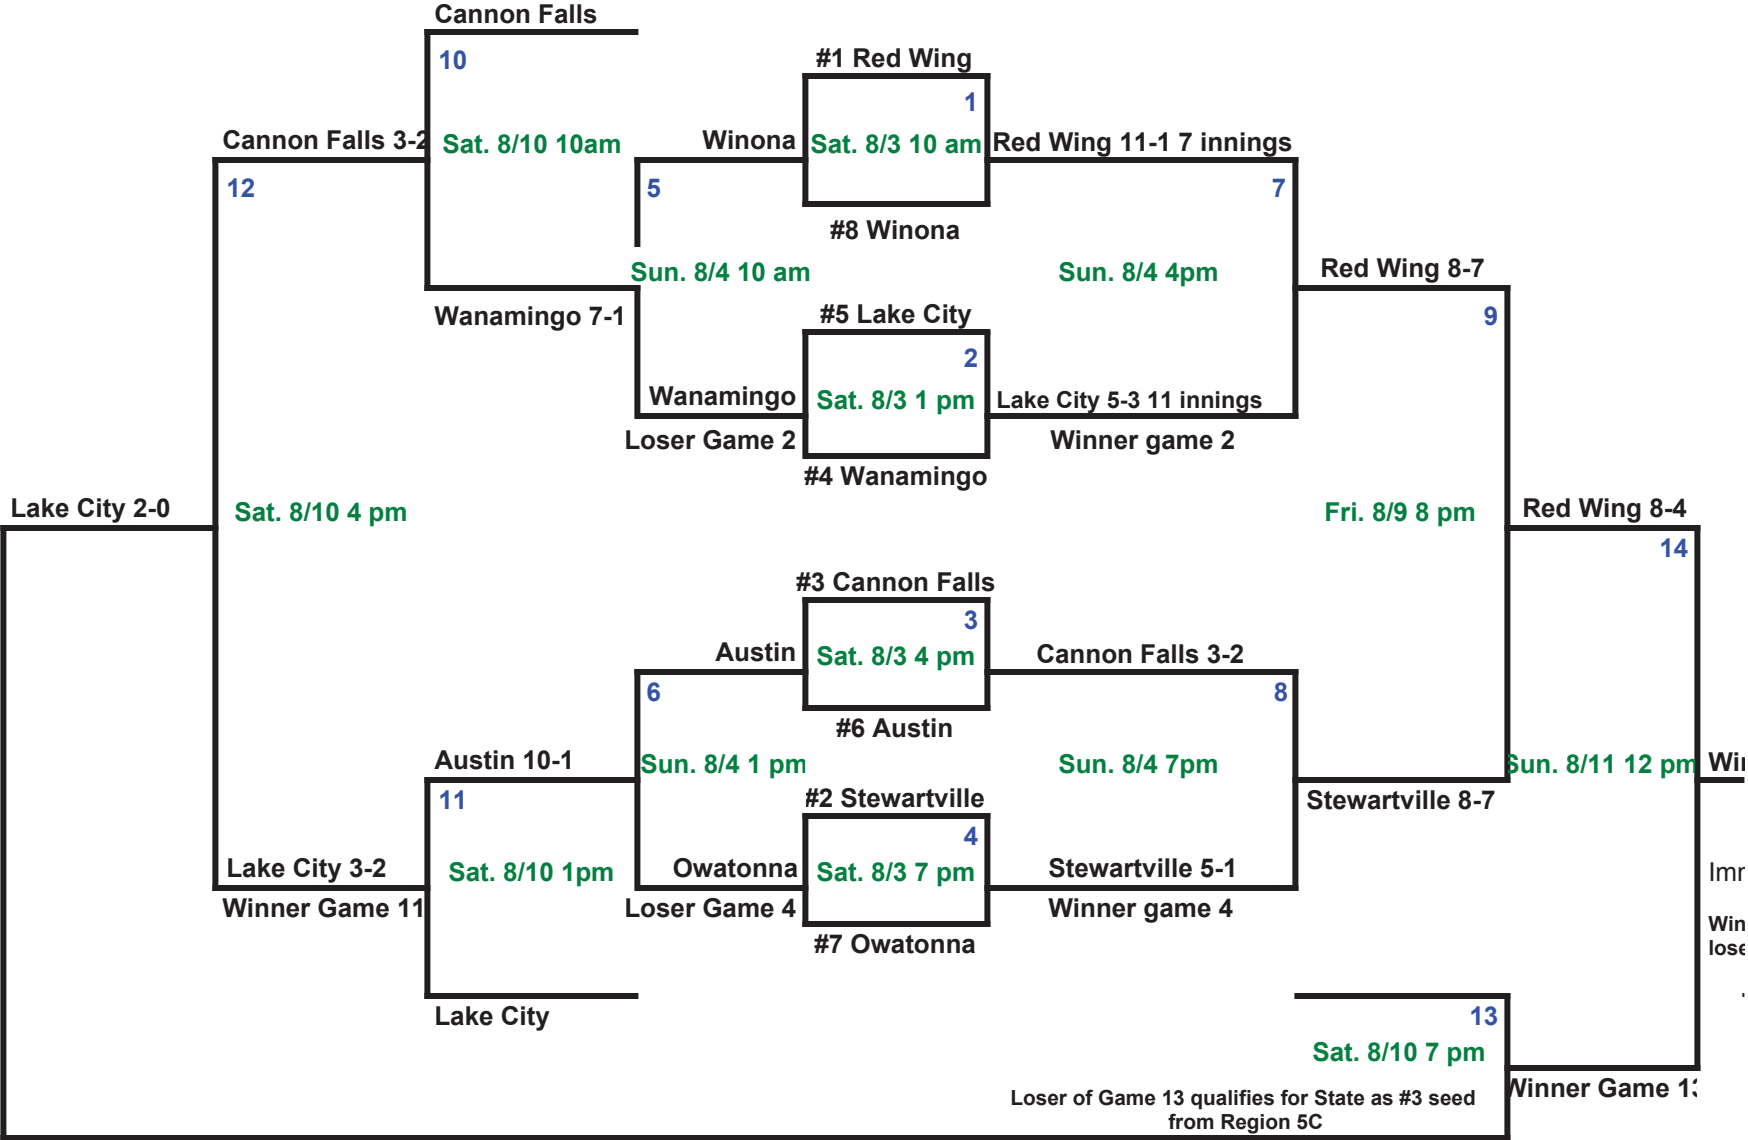 Cannon Falls
10
#1 Red Wing
1
Cannon Falls 3-2
Sat. 8/10 10am
Winona
Sat. 8/3 10 am
Red Wing 11-1 7 innings
12
5
7
#8 Winona
Sun. 8/4 10 am
Sun. 8/4 4pm
Red Wing 8-7
Wanamingo 7-1
#5 Lake City
9
2
Wanamingo
Sat. 8/3 1 pm
Lake City 5-3 11 innings
Loser Game 2
Winner game 2
#4 Wanamingo
Lake City 2-0
Sat. 8/10 4 pm
Fri. 8/9 8 pm
Red Wing 8-4
14
#3 Cannon Falls
3
Austin
Sat. 8/3 4 pm
Cannon Falls 3-2
6
8
#6 Austin
Austin 10-1
Sun. 8/4 1 pm
Sun. 8/4 7pm
Sun. 8/11 12 pm
11
#2 Stewartville
Stewartville 8-7
4
Lake City 3-2
Sat. 8/10 1pm
Owatonna
Sat. 8/3 7 pm
Stewartville 5-1
Winner Game 11
Loser Game 4
Winner game 4
#7 Owatonna
Lake City
13
Sat. 8/10 7 pm
Winner Game 13
Loser of Game 13 qualifies for State as #3 seed
from Region 5C